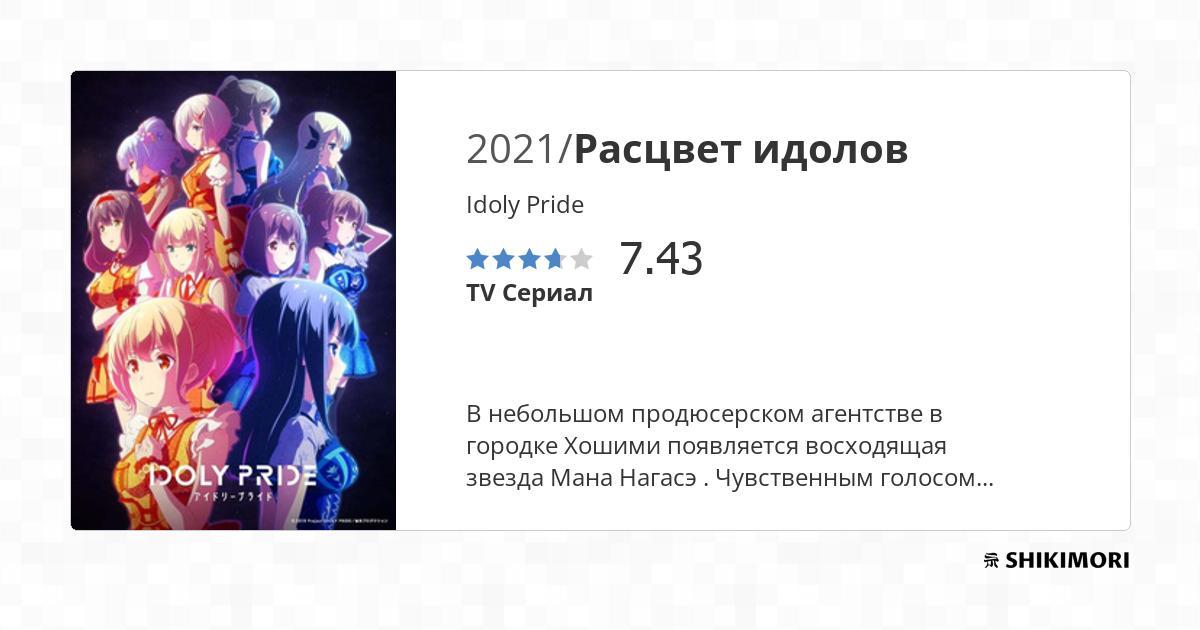 2021/Расцвет идолов
Idoly Pride
7.43
TV Сериал
В небольшом продюсерском агентстве в
городке Хошими появляется восходящая
звезда Мана Нагасэ . Чувственным голосом...
IDOLY PRIDE
アイドリープライド
SHIKIMORI